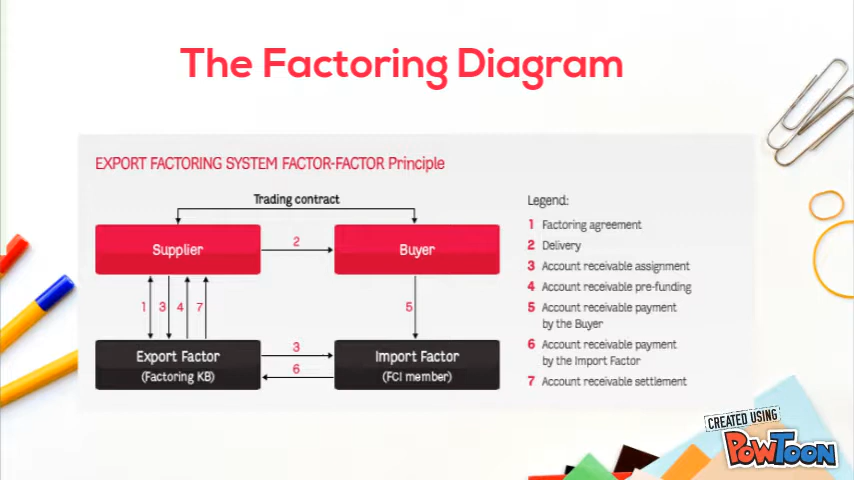 The Factoring Diagram
EXPORT FACTORING SYSTEM FACTOR-FACTOR Principle
Trading contract
Supplier
2
Buyer
1
3
4
7
5
Export Factor
(Factoring KB)
3
6
Import Factor
(FCI member)
Legend:
1 Factoring agreement
2 Delivery
3 Account receivable assignment
4 Account receivable pre-funding
5 Account receivable payment
by the Buyer
6 Account receivable payment
by the Import Factor
7 Account receivable settlement
CREATED USING
POWTOON